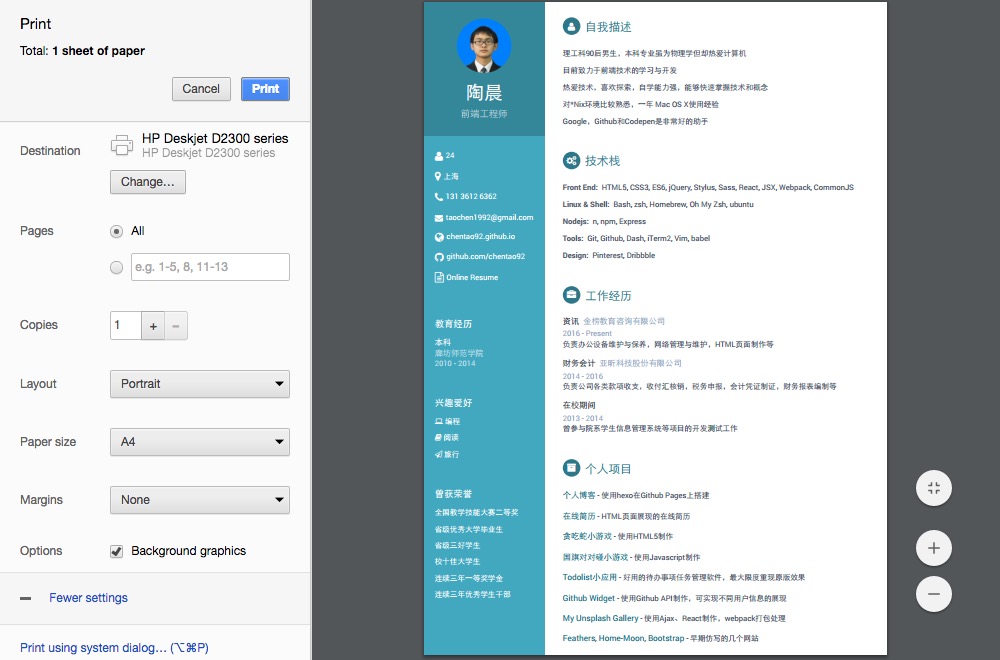 Print
Total: 1 sheet of paper
Cancel
Print
Destination
HP Deskjet D2300 series
HP Deskjet D2300 series
Change...
Pages
All
e.g. 1-5, 8, 11-13
Copies
1
+
−
Layout
Portrait
Paper size
A4
Margins
None
Options
Background graphics
Fewer settings
Print using system dialog... (⌥⌘P)
陶晨
前端工程师
24
上海
131 3612 6362
taochen1992@gmail.com
chentao92.github.io
github.com/chentao92
Online Resume
教育经历
本科
廊坊师范学院
2010 - 2014
兴趣爱好
编程
阅读
旅行
曾获荣誉
全国教学技能大赛二等奖
省级优秀大学毕业生
省级三好学生
校十佳大学生
连续三年一等奖学金
连续三年优秀学生干部
自我描述
理工科90后男生，本科专业虽为物理学但却热爱计算机
目前致力于前端技术的学习与开发
热爱技术，喜欢探索，自学能力强，能够快速掌握技术和概念
对*Nix环境比较熟悉，一年 Mac OS X使用经验
Google，Github和Codepen是非常好的助手
技术栈
Front End: HTML5, CSS3, ES6, jQuery, Stylus, Sass, React, JSX, Webpack, CommonJS
Linux & Shell: Bash, zsh, Homebrew, Oh My Zsh, ubuntu
Nodejs: n, npm, Express
Tools: Git, Github, Dash, iTerm2, Vim, babel
Design: Pinterest, Dribbble
工作经历
资讯 金榜教育咨询有限公司
2016 - Present
负责办公设备维护与保养，网络管理与维护，HTML页面制作等
财务会计 亚昕科技股份有限公司
2014 - 2016
负责公司各类款项收支，收付汇核销，税务申报，会计凭证制证，财务报表编制等
在校期间
2013 - 2014
曾参与院系学生信息管理系统等项目的开发测试工作
个人项目
个人博客 - 使用hexo在Github Pages上搭建
在线简历 - HTML页面展现的在线简历
贪吃蛇小游戏 - 使用HTML5制作
国旗对对碰小游戏 - 使用Javascript制作
Todolist小应用 - 好用的待办事项任务管理软件，最大限度重现原版效果
Github Widget - 使用Github API制作，可实现不同用户信息的展现
My Unsplash Gallery - 使用Ajax、React制作，webpack打包处理
Feathers, Home-Moon, Bootstrap - 早期仿写的几个网站